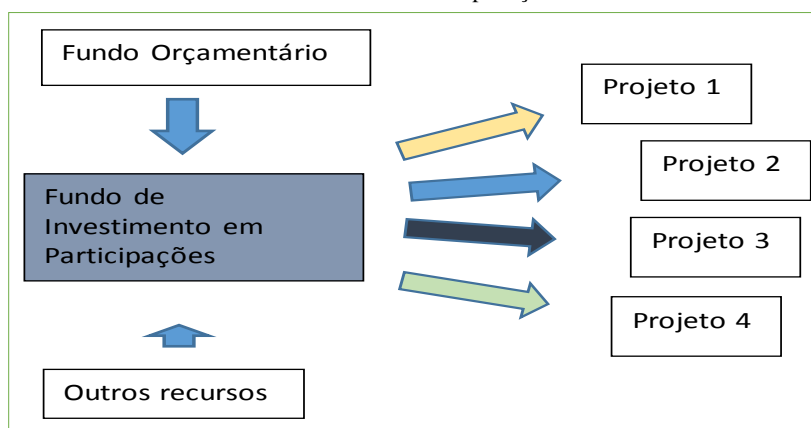 Fundo Orçamentário
Projeto 1
Projeto 2
Fundo de
Investimento em
Participações
Projeto 3
Projeto 4
Outros recursos